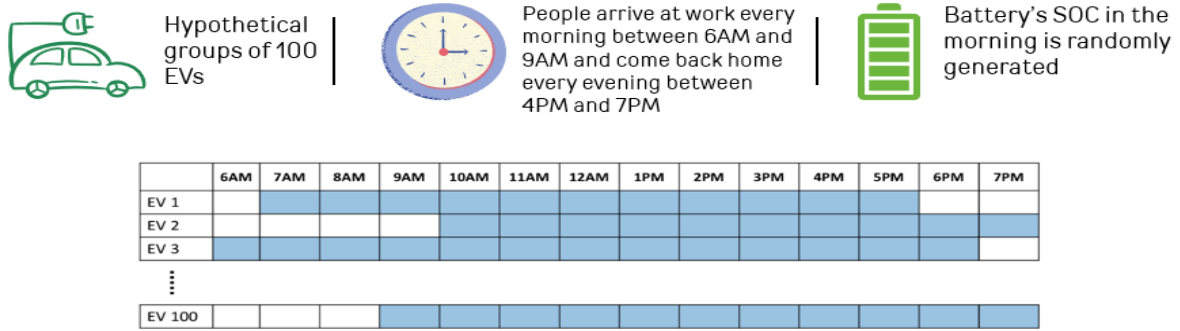 Hypothetical
groups of 100
EVs
People arrive at work every
morning between 6AM and
9AM and come back home
every evening between
4PM and 7PM
Battery's SOC in the
morning is randomly
generated
6AM 7AM 8AM 9AM 10AM 11AM 12AM 1PM 2PM 3PM 4PM 5PM 6PM 7PM
EV 1
EV 2
EV 3
EV 100